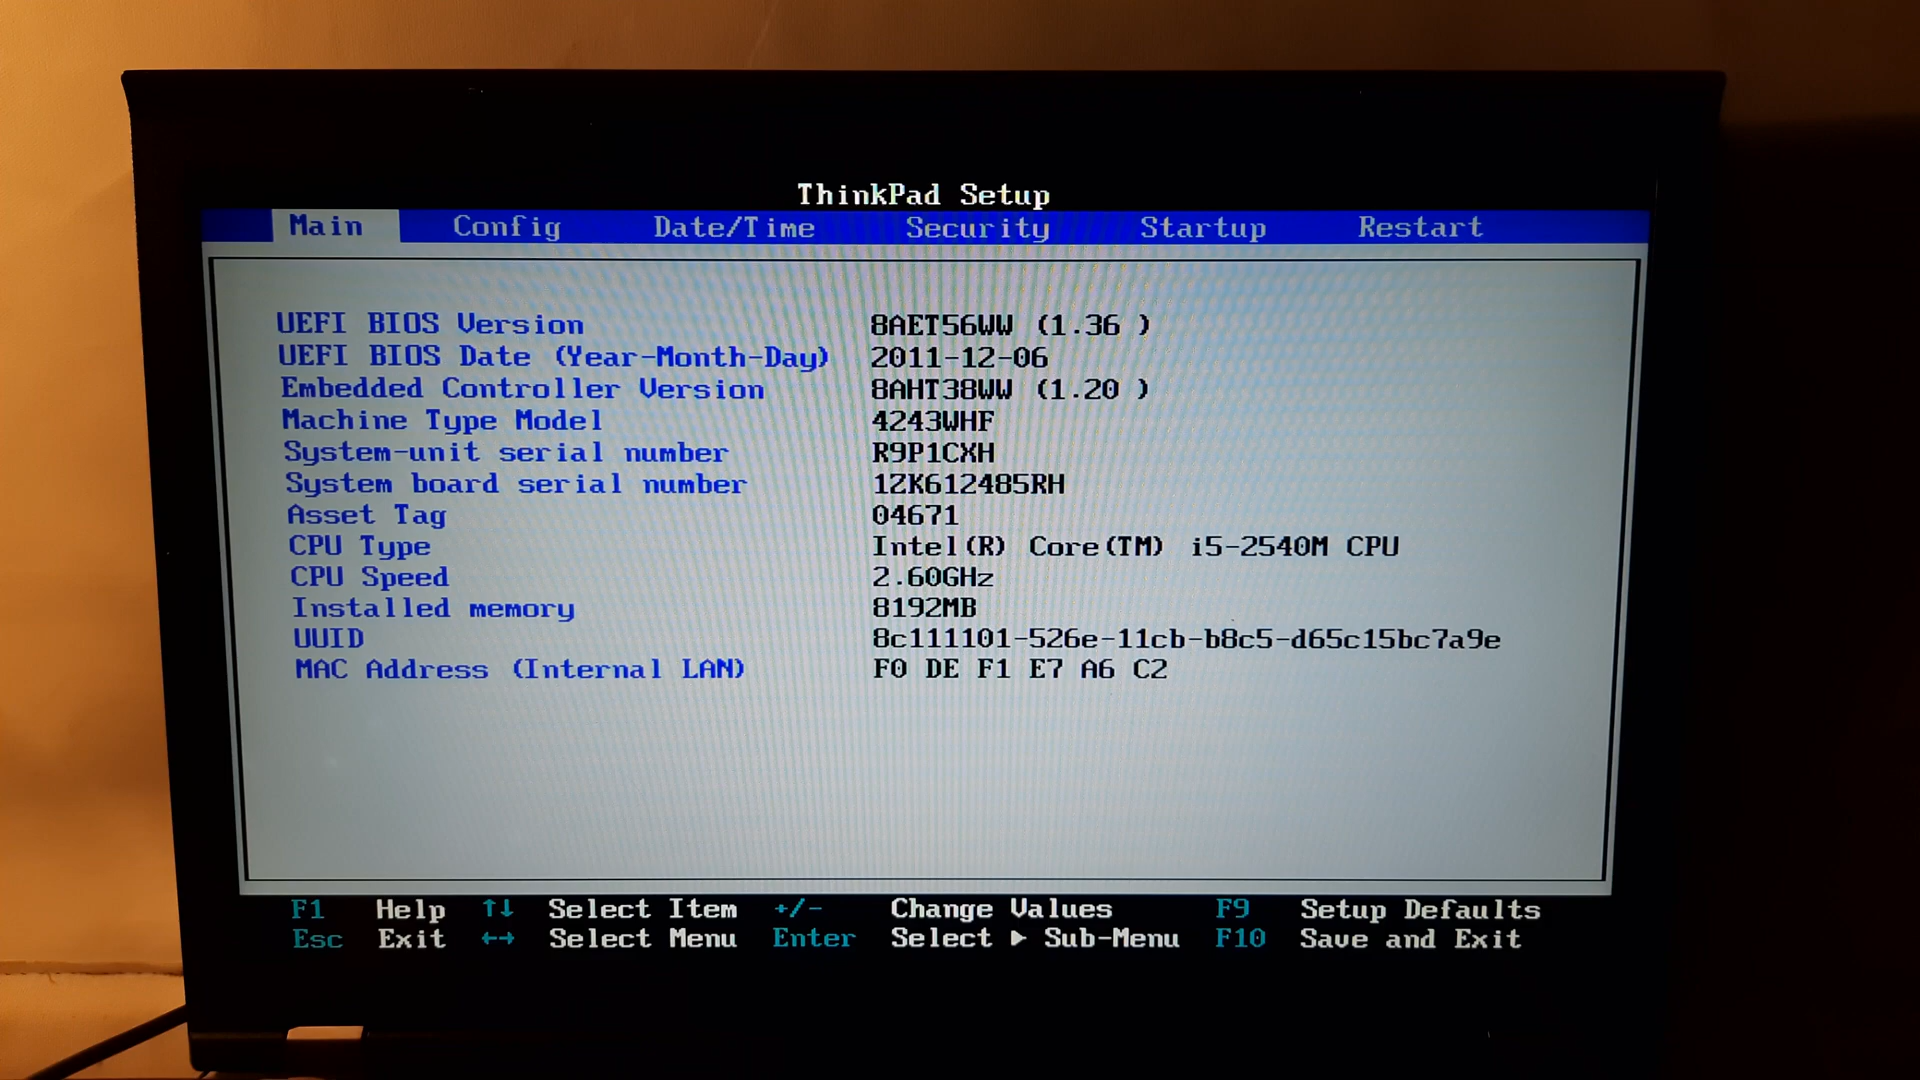 ThinkPad Setup
Main Config Date/Time Security Startup Restart
UEFI BIOS Version 8AET56WW (1.36 )
UEFI BIOS Date (Year-Month-Day) 2011-12-06
Embedded Controller Version 8AHT38WW (1.20 )
Machine Type Model 4243WHF
System-unit serial number R9P1CXH
System board serial number 1ZK612485RH
Asset Tag 04671
CPU Type Intel(R) Core(TM) i5-2540M CPU
CPU Speed 2.60GHz
Installed memory 8192MB
UUID 8c111101-526e-11cb-b8c5-d65c15bc7a9e
MAC Address (Internal LAN) F0 DE F1 E7 A6 C2
F1 Help ↑↓ Select Item +/- Change Values F9 Setup Defaults
Esc Exit ←→ Select Menu Enter Select ▶ Sub-Menu F10 Save and Exit